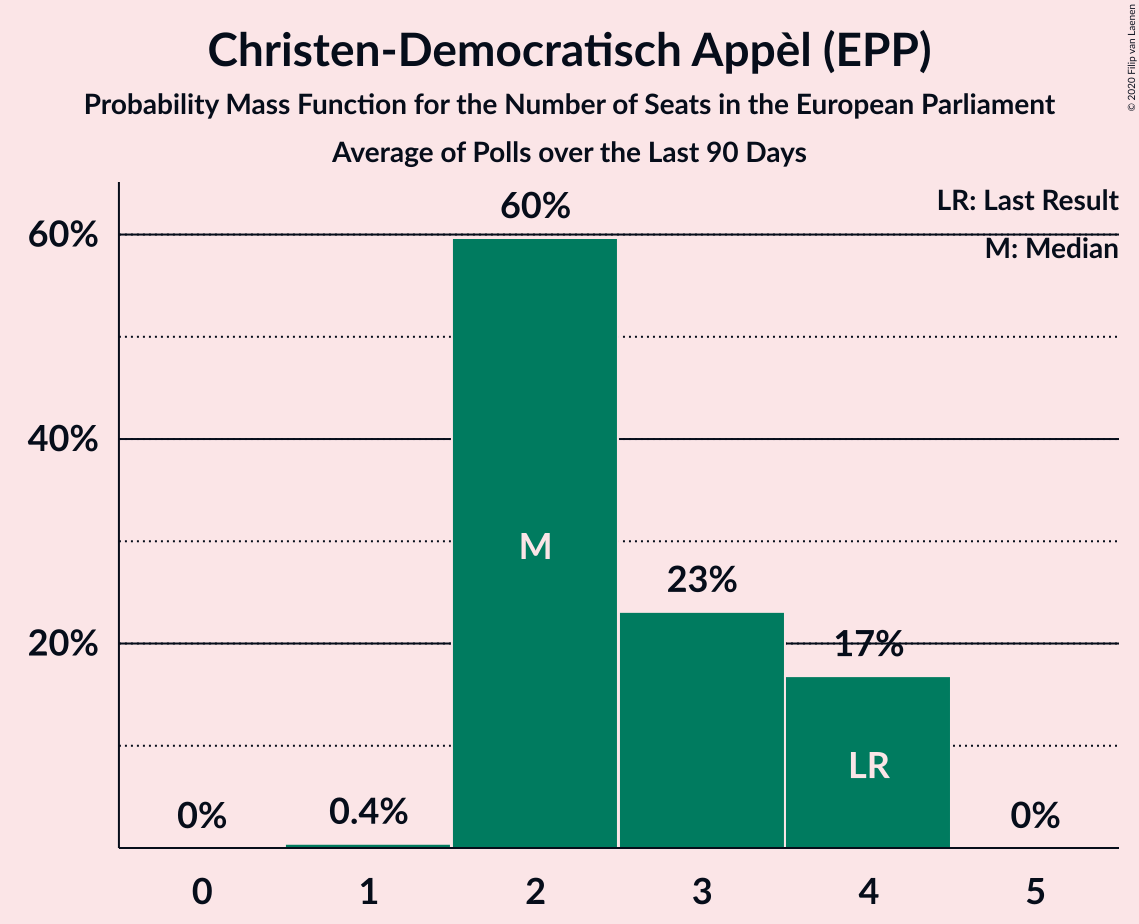 Christen-Democratisch Appèl (EPP)
Probability Mass Function for the Number of Seats in the European Parliament
Average of Polls over the Last 90 Days
© 2020 Filip van Laenen
LR: Last Result
M: Median
60%
40%
20%
0%
0.4%
60%
M
23%
17%
LR
0%
0 1 2 3 4 5